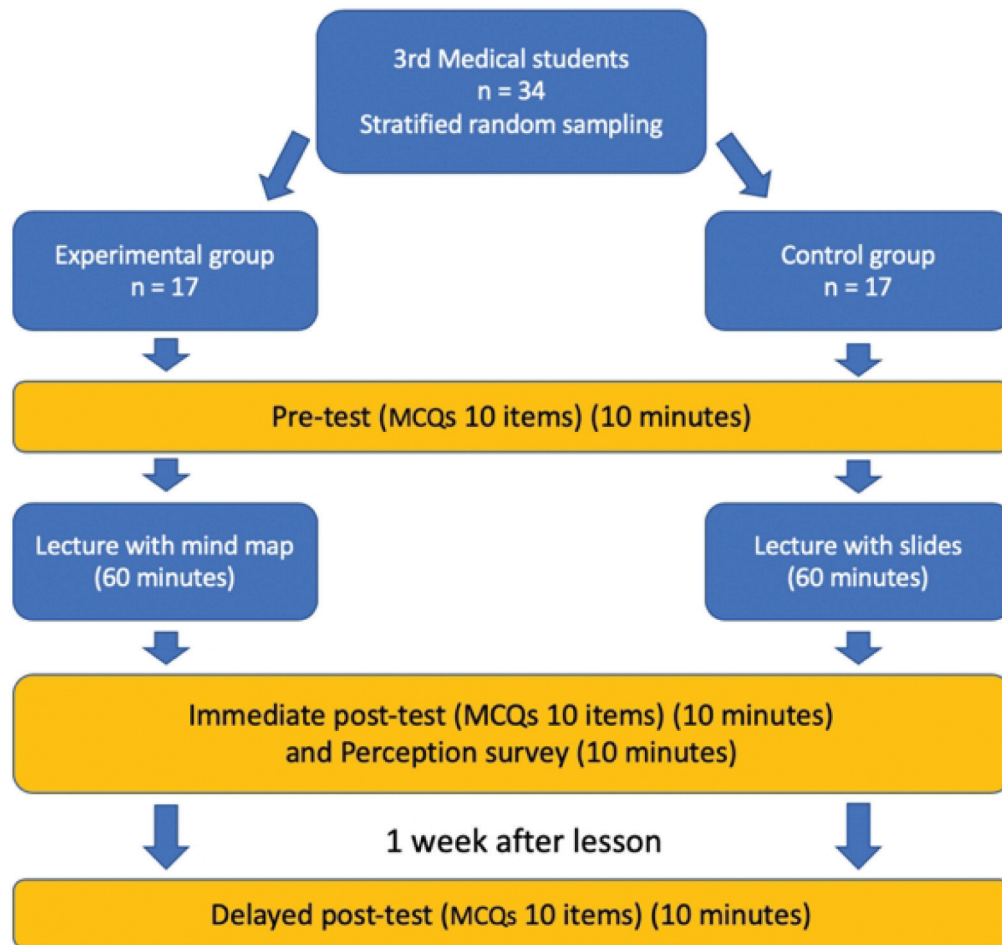 3rd Medical students
n = 34
Stratified random sampling
Experimental group
n = 17
Control group
n = 17
Pre-test (MCQs 10 items) (10 minutes)
Lecture with mind map
(60 minutes)
Lecture with slides
(60 minutes)
Immediate post-test (MCQs 10 items) (10 minutes)
and Perception survey (10 minutes)
1 week after lesson
Delayed post-test (MCQs 10 items) (10 minutes)